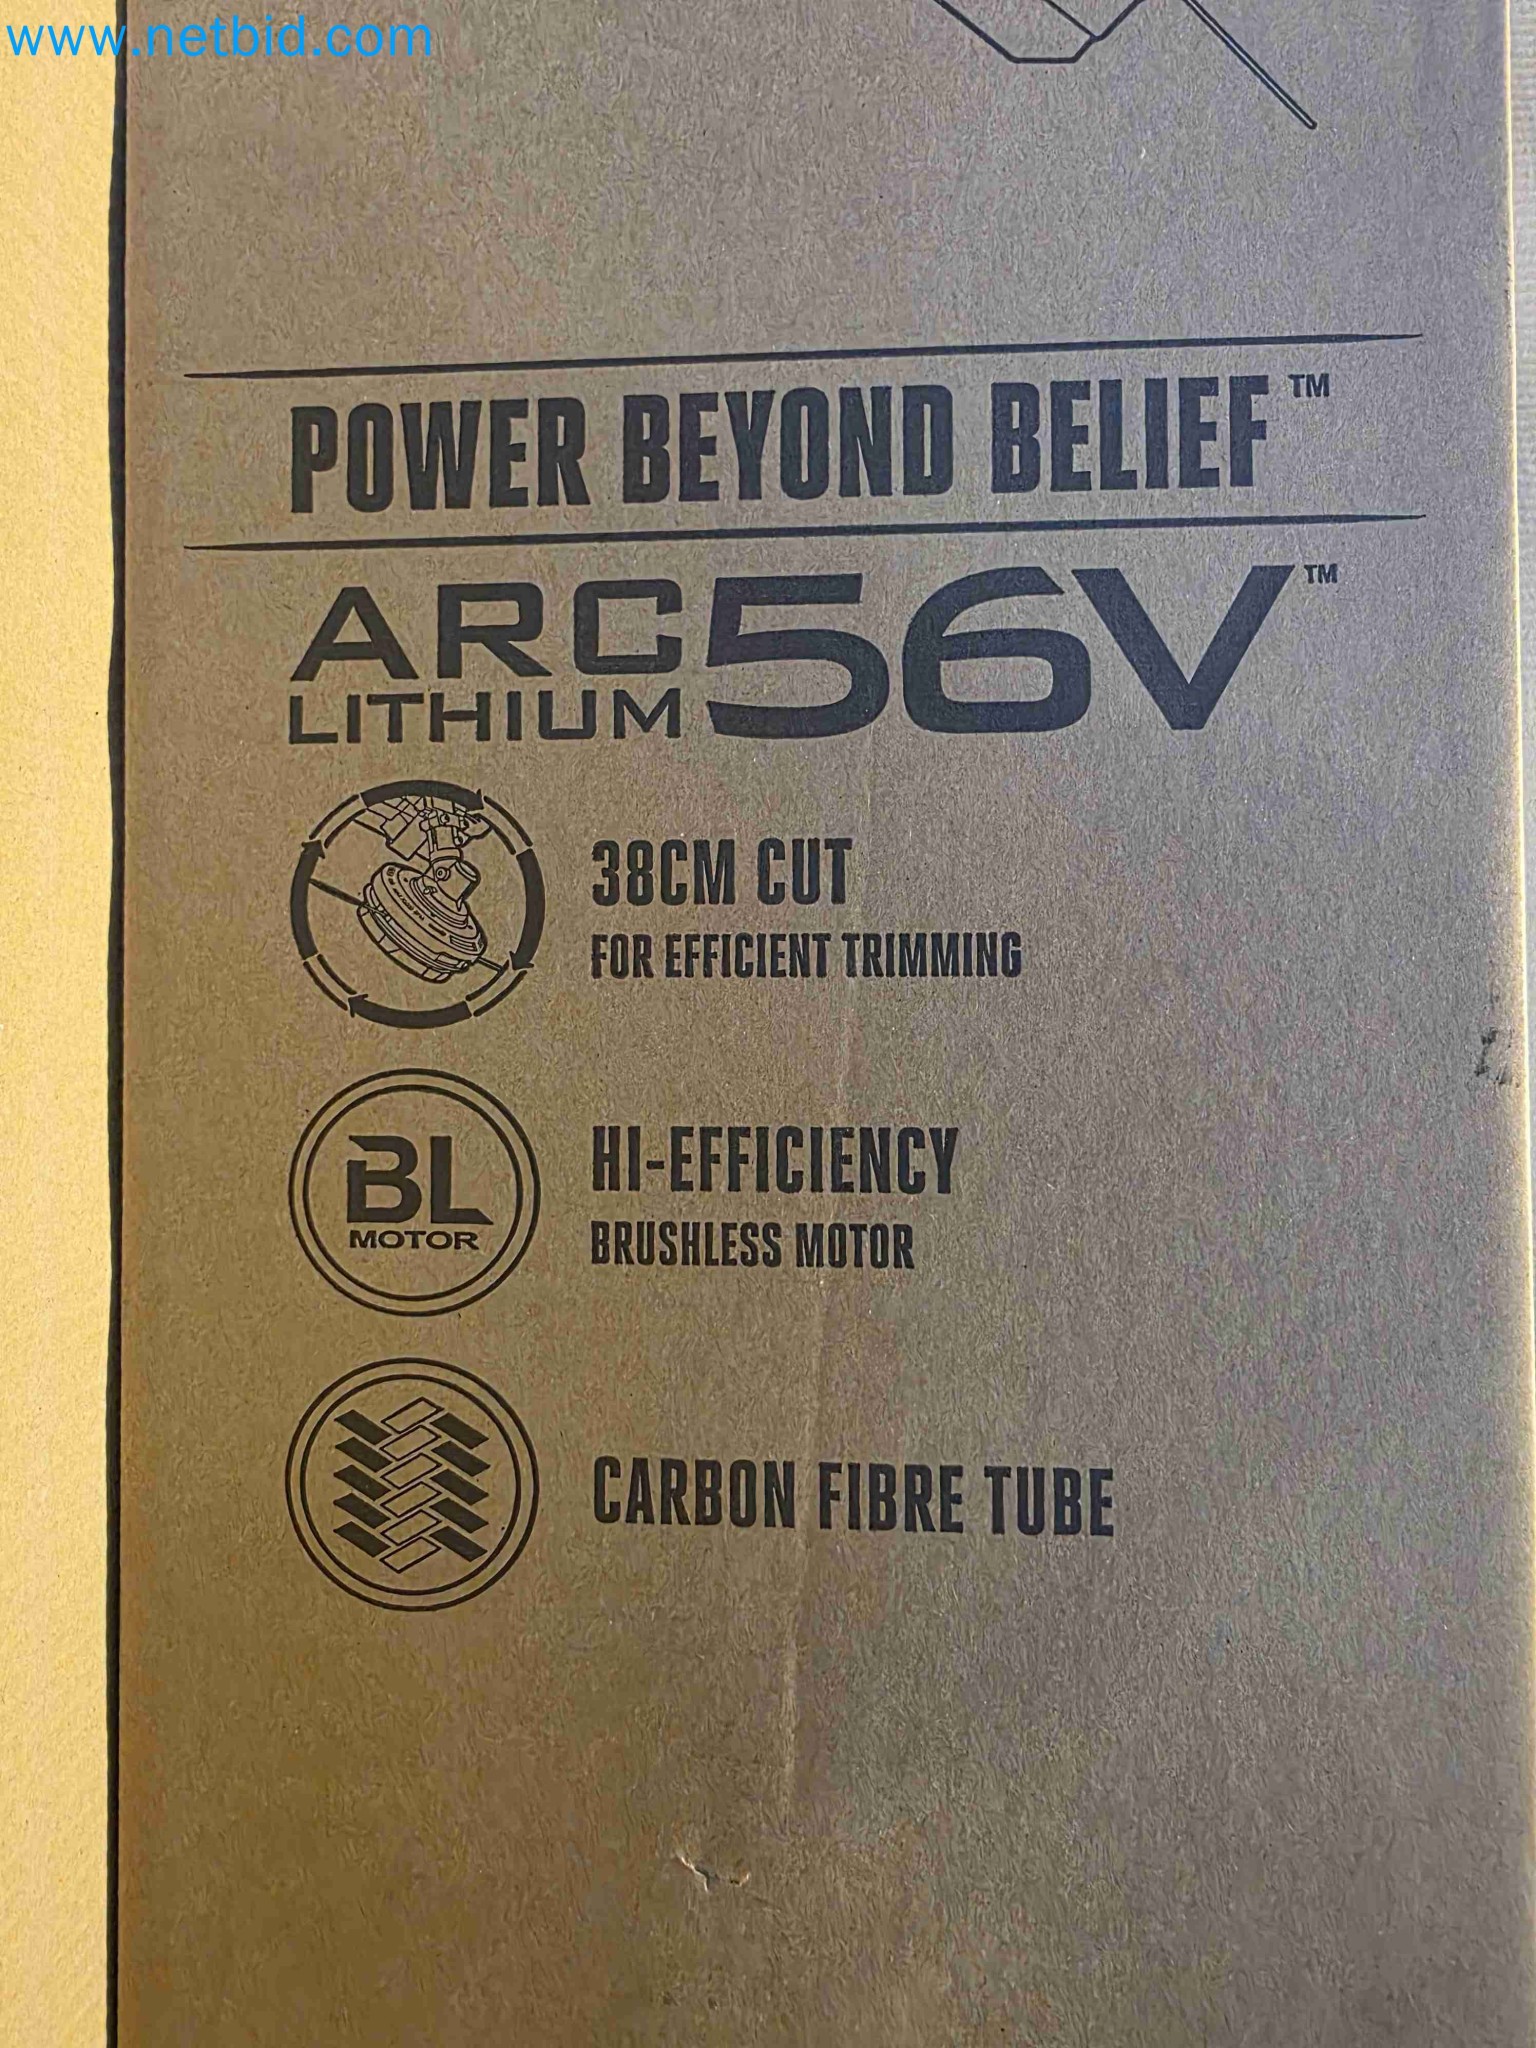 www.netbid.com
POWER BEYOND BELIEF™
ARC LITHIUM 56V™
38CM CUT
FOR EFFICIENT TRIMMING
BL
MOTOR
HI-EFFICIENCY
BRUSHLESS MOTOR
CARBON FIBRE TUBE